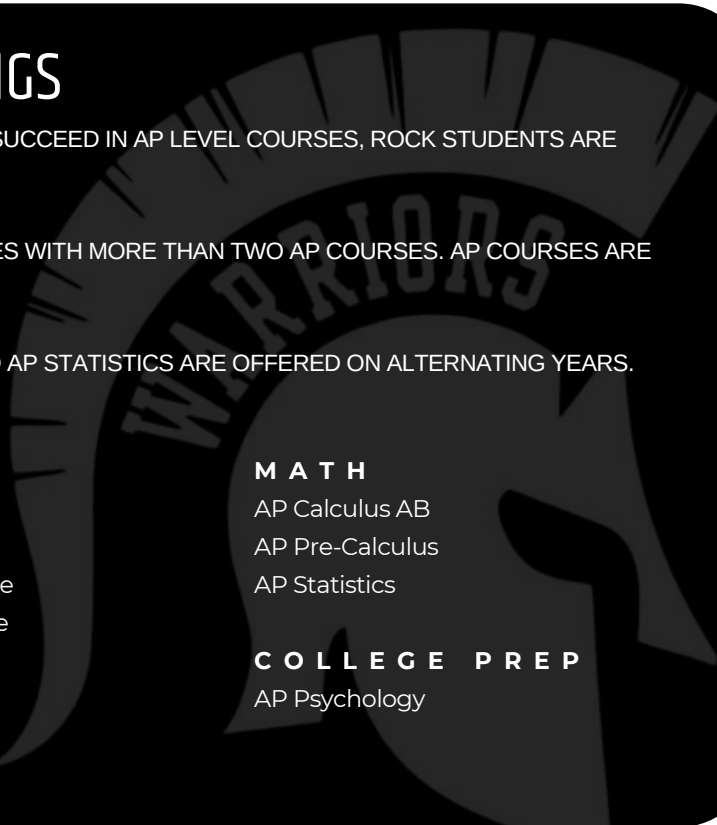 NGS
SUCCEED IN AP LEVEL COURSES, ROCK STUDENTS ARE
WARRIORS
ES WITH MORE THAN TWO AP COURSES. AP COURSES ARE
AP STATISTICS ARE OFFERED ON ALTERNATING YEARS.
MATH
AP Calculus AB
AP Pre-Calculus
e
AP Statistics
e
COLLEGE PREP
AP Psychology